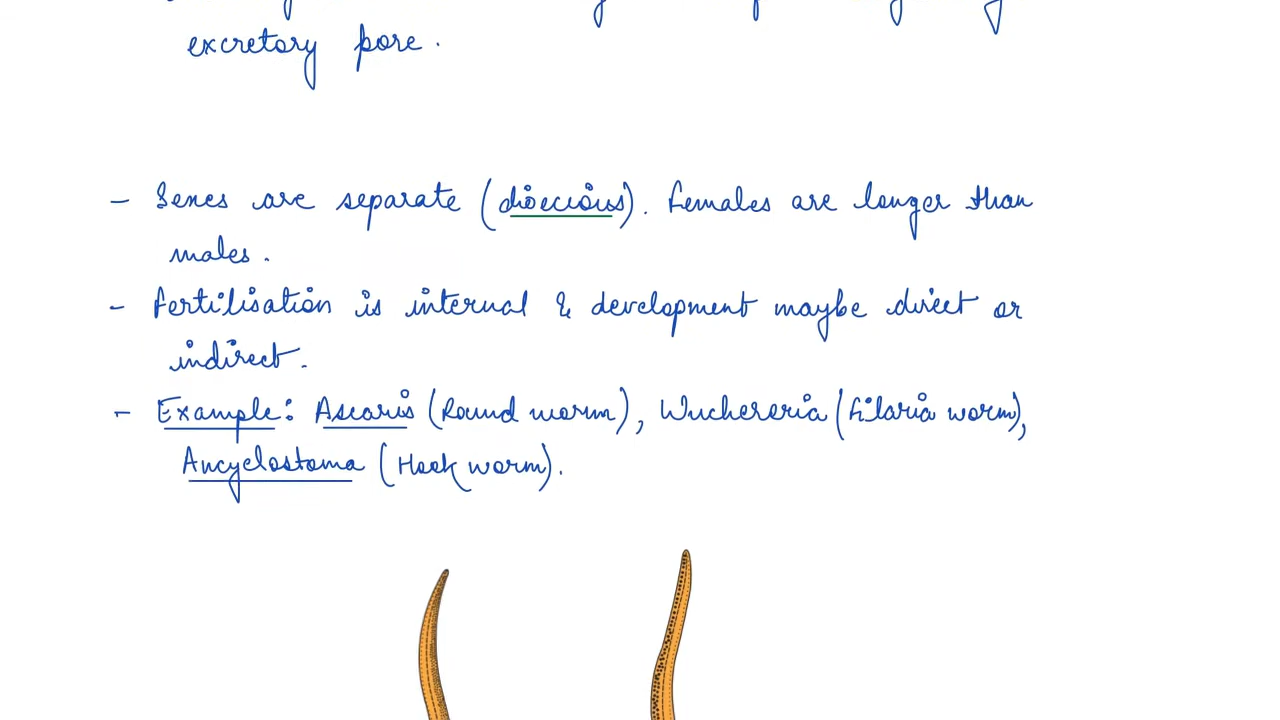 excretory pore.
- Sexes are separate (dioecious). Females are longer than
males.
- Fertilisation is internal & development maybe direct or
indirect.
- Example: Ascaris (Round worm), Wuchereria (Filaria worm),
Ancylostoma (Hook worm).